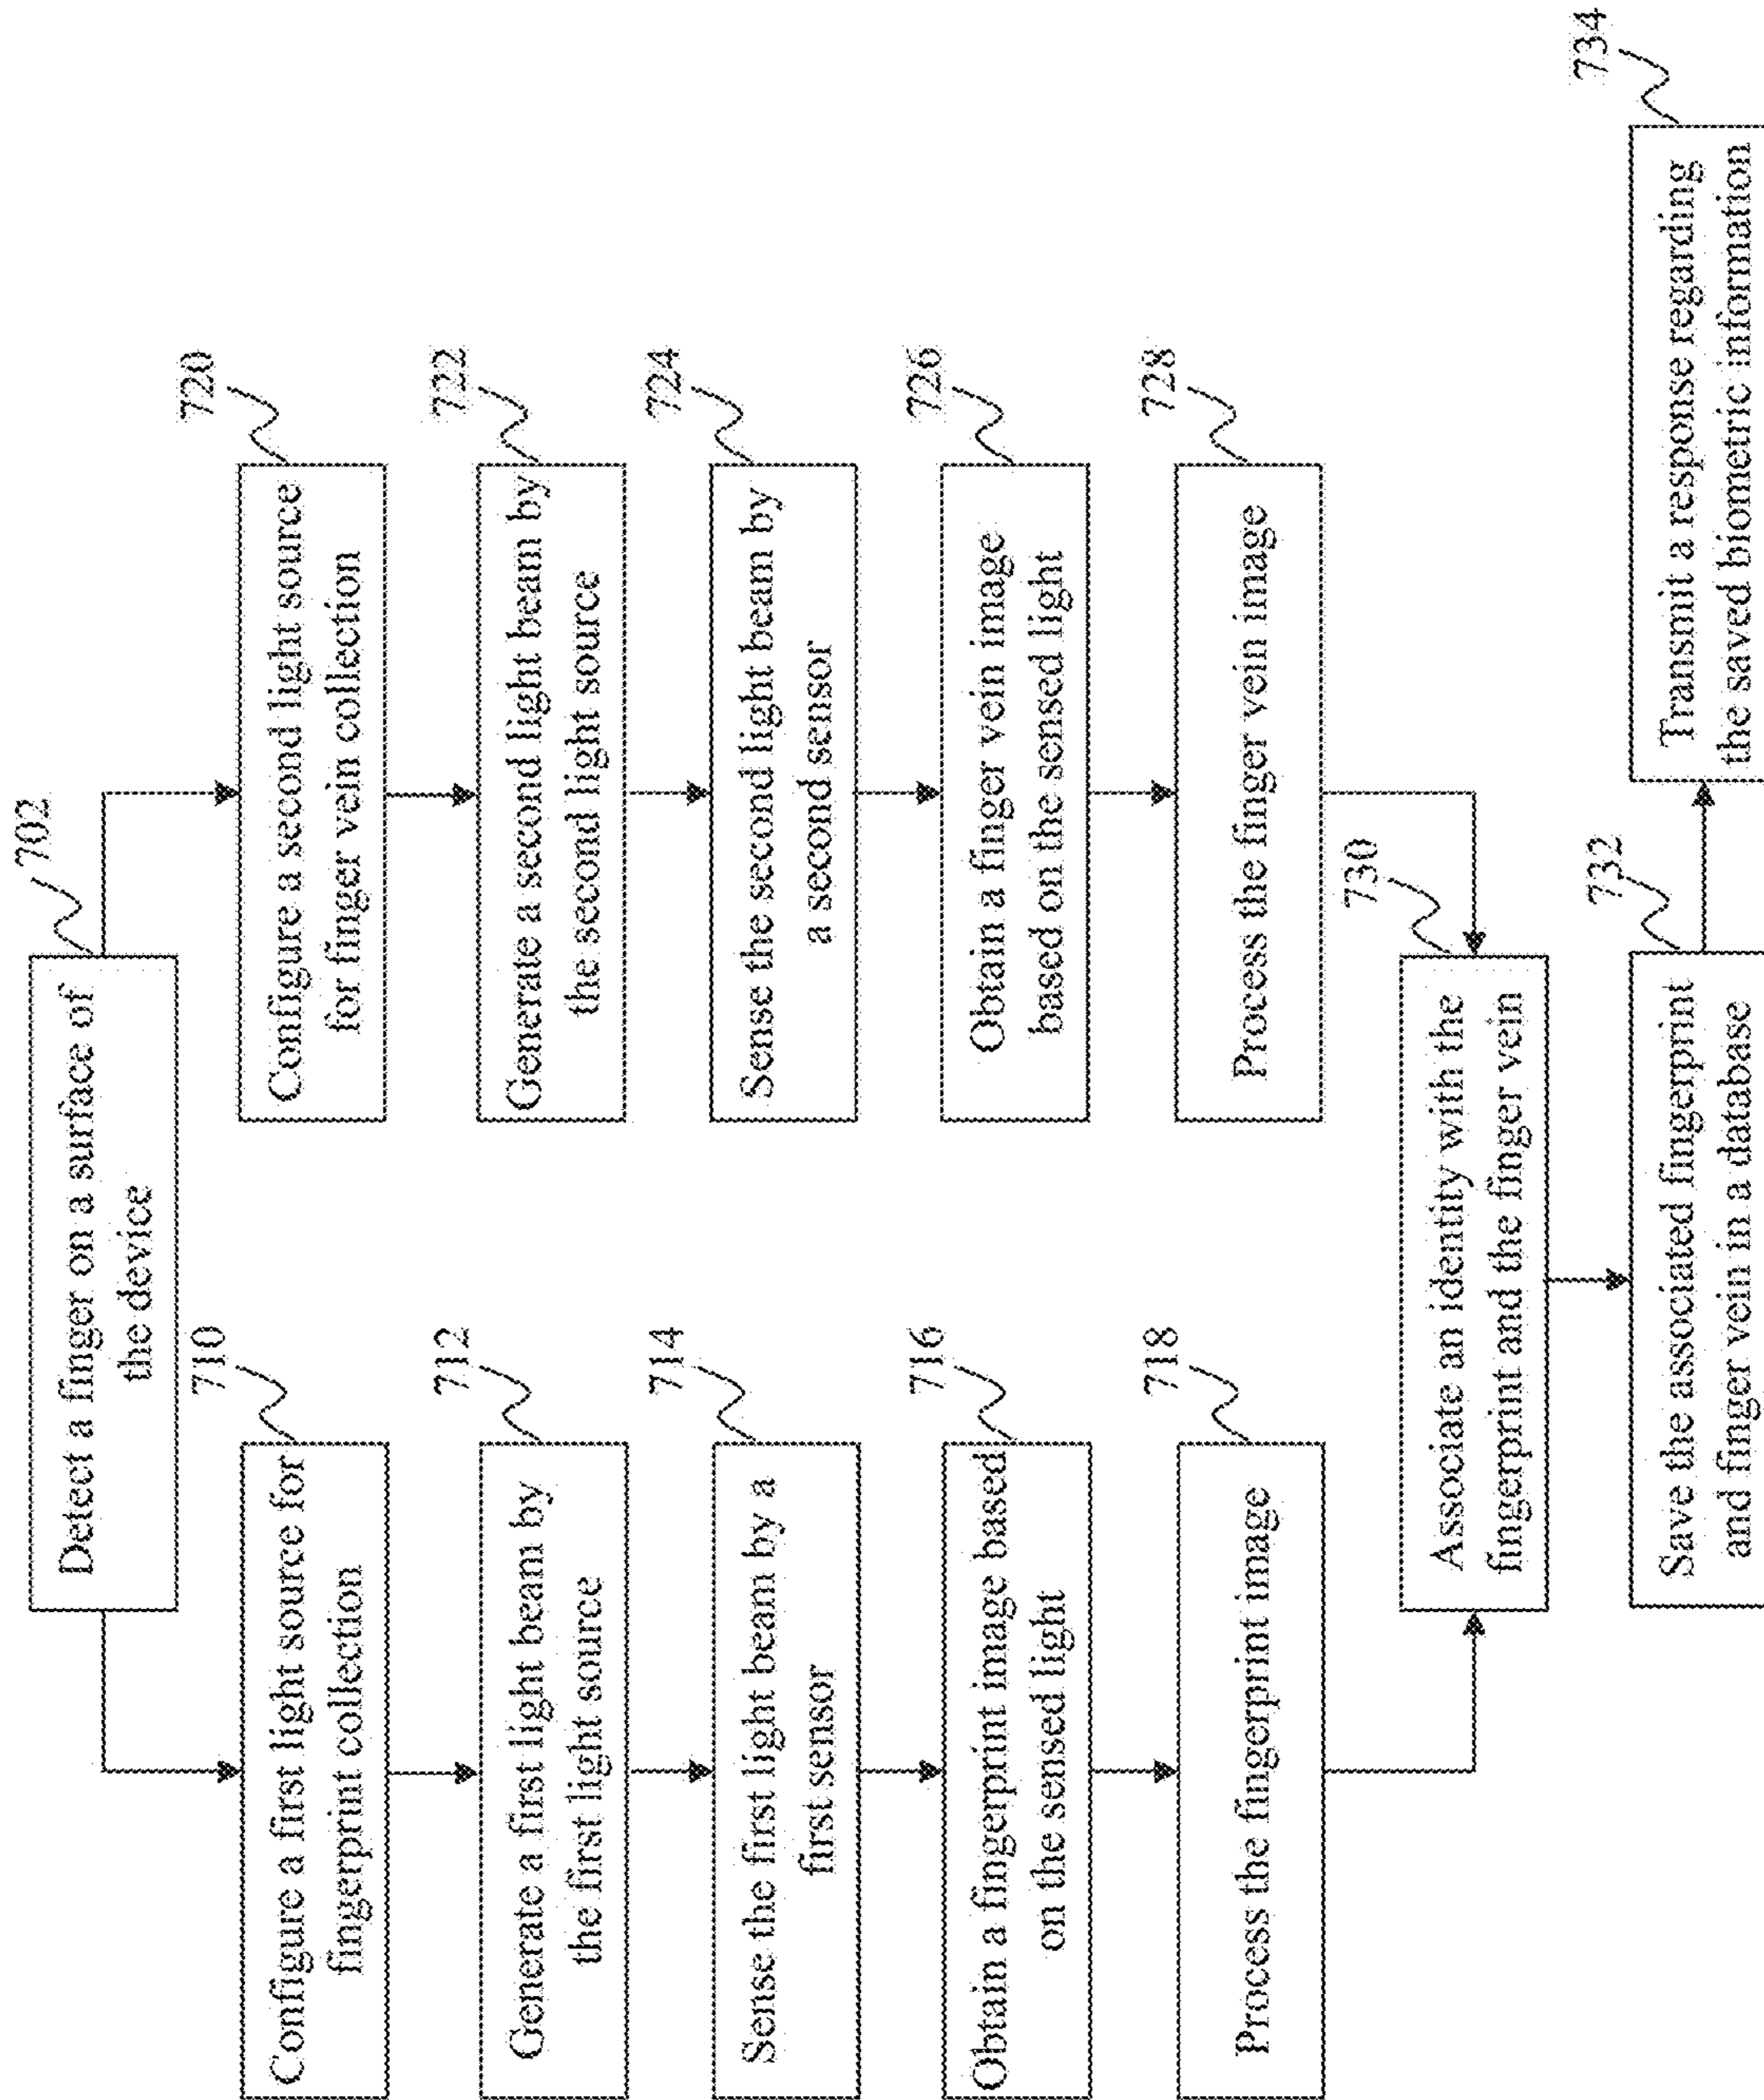 702
Detect a finger on a surface of
the device
710
Configure a first light source for
fingerprint collection
712
Generate a first light beam by
the first light source
714
Sense the first light beam by a
first sensor
716
Obtain a fingerprint image based
on the sensed light
718
Process the fingerprint image
720
Configure a second light source
for finger vein collection
722
Generate a second light beam by
the second light source
724
Sense the second light beam by
a second sensor
726
Obtain a finger vein image
based on the sensed light
728
Process the finger vein image
730
Associate an identity with the
fingerprint and the finger vein
732
Save the associated fingerprint
and finger vein in a database
734
Transmit a response regarding
the saved biometric information